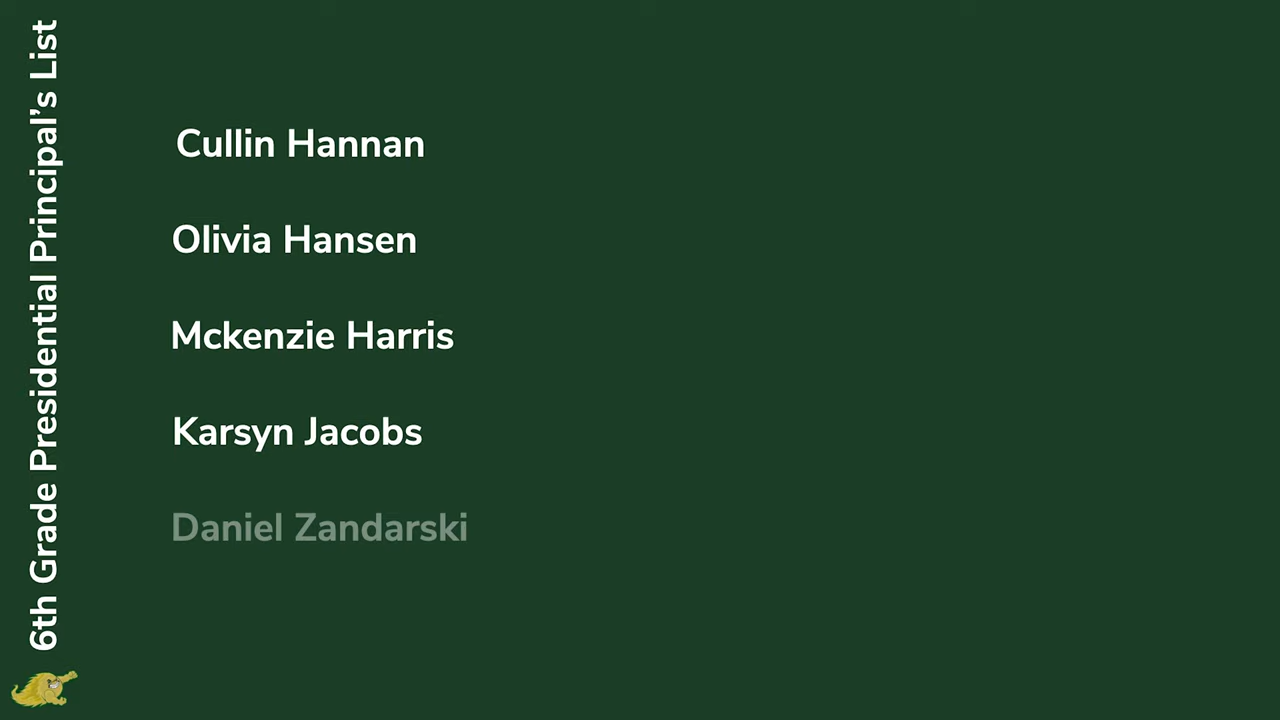 6th Grade Presidential Principal's List
Cullin Hannan
Olivia Hansen
Mckenzie Harris
Karsyn Jacobs
Daniel Zandarski